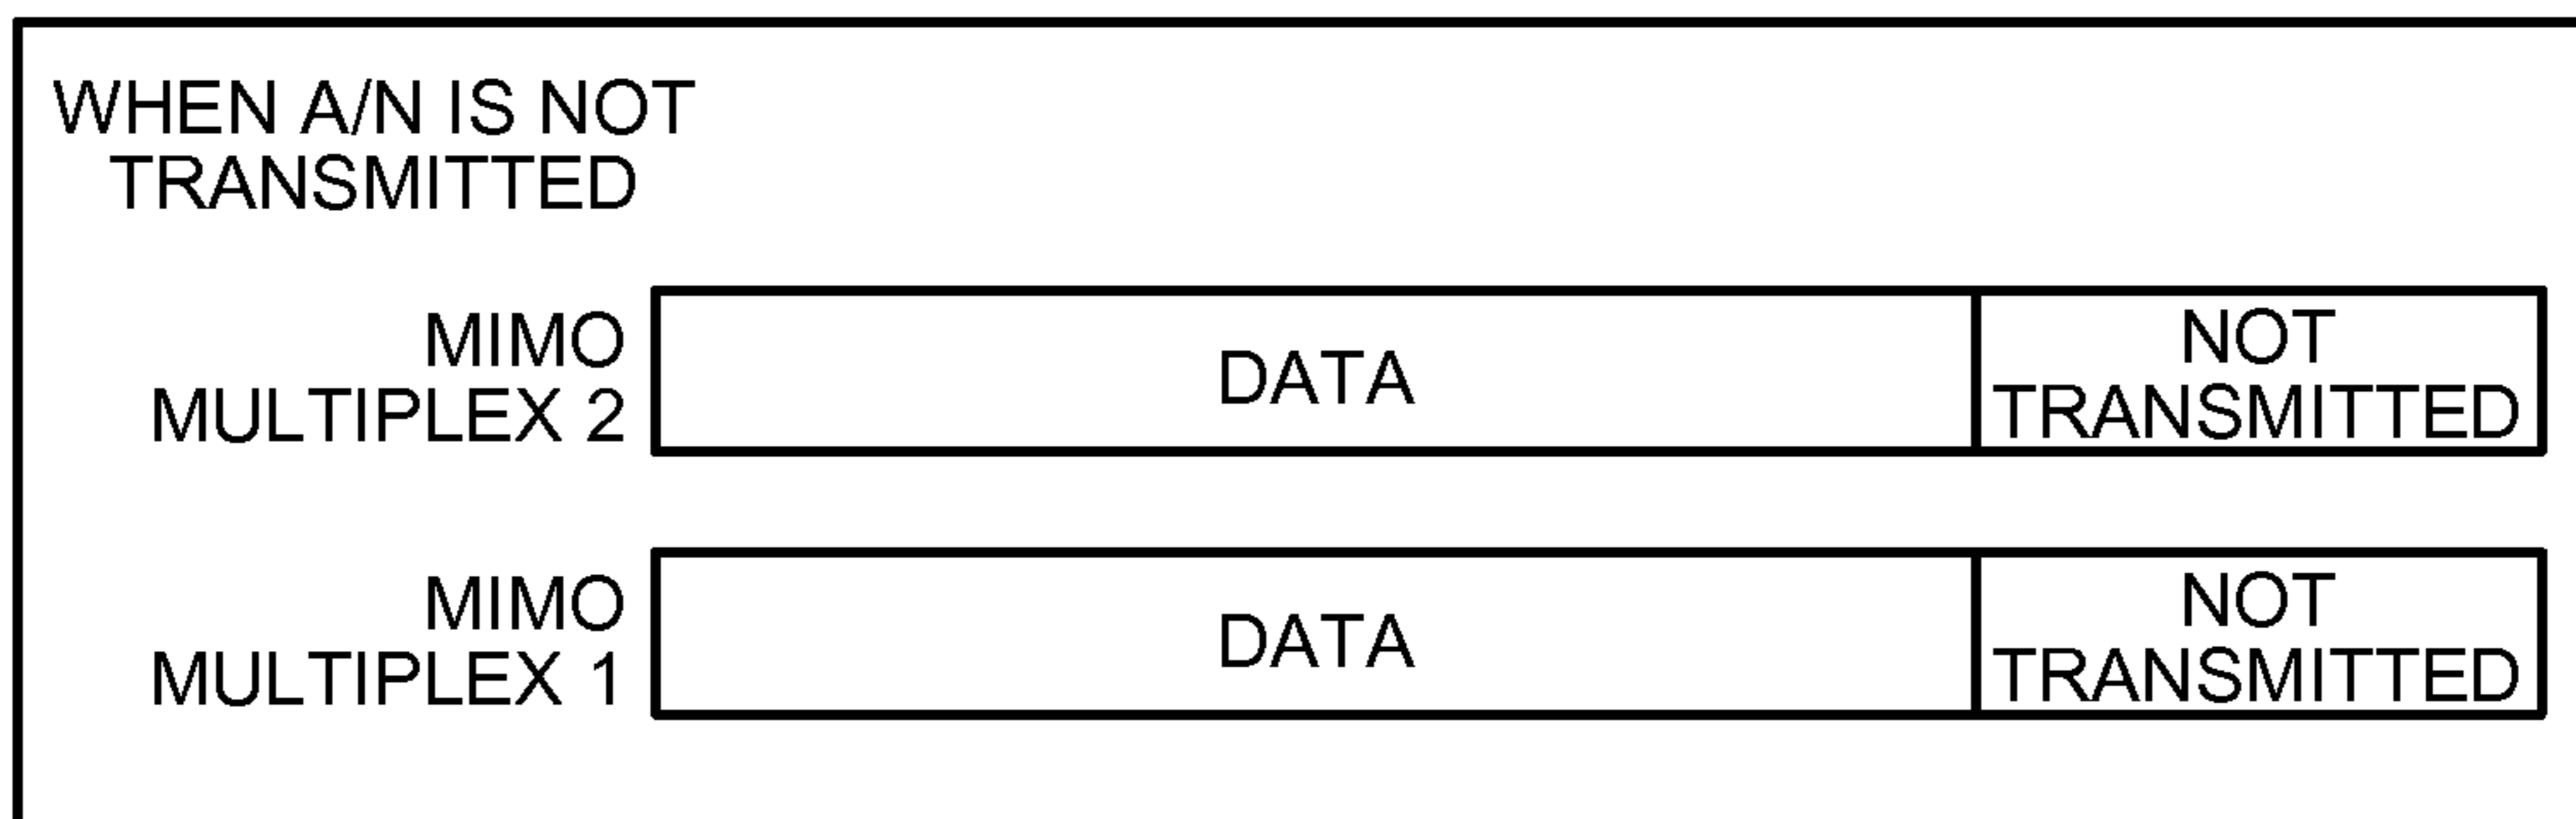 WHEN A/N IS NOT
TRANSMITTED
MIMO
MULTIPLEX 2
DATA
NOT
TRANSMITTED
MIMO
MULTIPLEX 1
DATA
NOT
TRANSMITTED